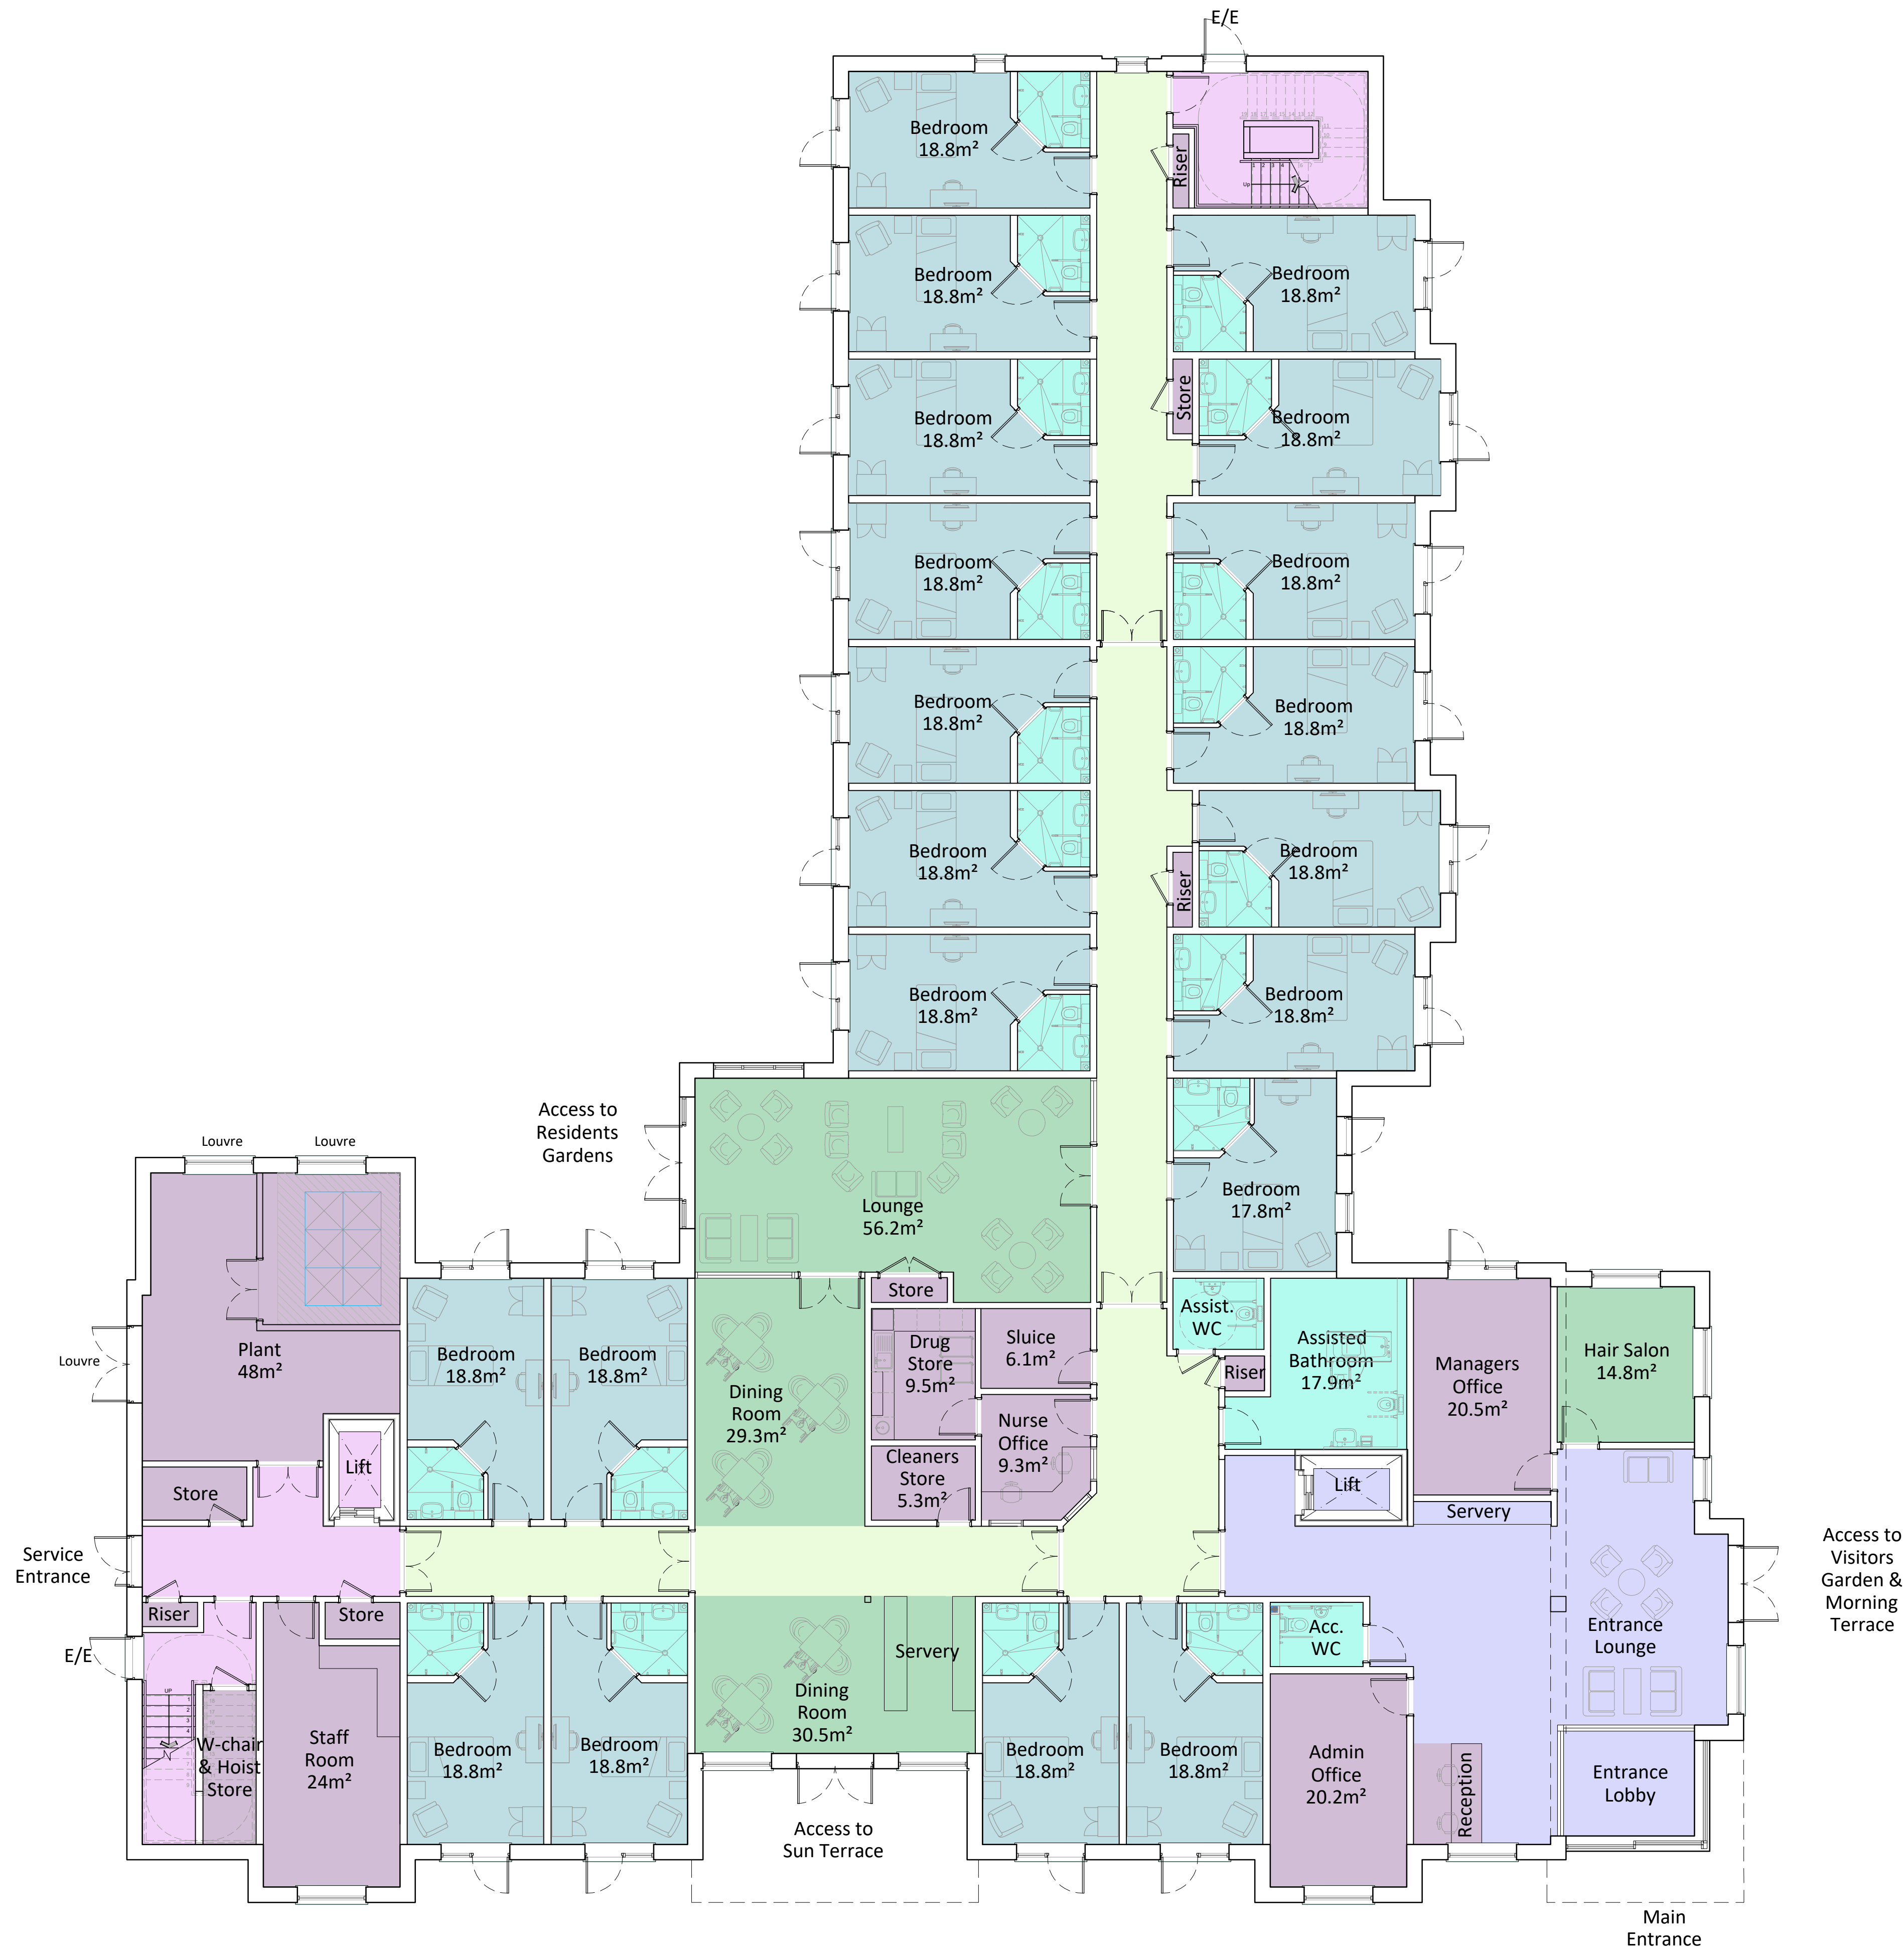 E/E
Bedroom
18.8m²
Riser
Up
Bedroom
18.8m²
Bedroom
18.8m²
Bedroom
18.8m²
Store
Bedroom
18.8m²
Bedroom
18.8m²
Bedroom
18.8m²
Bedroom
18.8m²
Bedroom
18.8m²
Bedroom
18.8m²
Riser
Bedroom
18.8m²
Bedroom
18.8m²
Bedroom
18.8m²
Access to
Residents
Gardens
Lounge
56.2m²
Bedroom
17.8m²
Louvre
Louvre
Louvre
Plant
48m²
Bedroom
18.8m²
Bedroom
18.8m²
Store
Dining
Room
29.3m²
Drug
Store
9.5m²
Sluice
6.1m²
Assist.
WC
Riser
Assisted
Bathroom
17.9m²
Managers
Office
20.5m²
Hair Salon
14.8m²
Lift
Store
Cleaners
Store
5.3m²
Nurse
Office
9.3m²
Lift
Servery
Service
Entrance
Access to
Visitors
Garden &
Morning
Terrace
Riser
Store
E/E
UP
1
2
3
4
W-chair
& Hoist
Store
Staff
Room
24m²
Bedroom
18.8m²
Bedroom
18.8m²
Servery
Dining
Room
30.5m²
Bedroom
18.8m²
Bedroom
18.8m²
Acc.
WC
Entrance
Lounge
Admin
Office
20.2m²
Reception
Entrance
Lobby
Access to
Sun Terrace
Main
Entrance